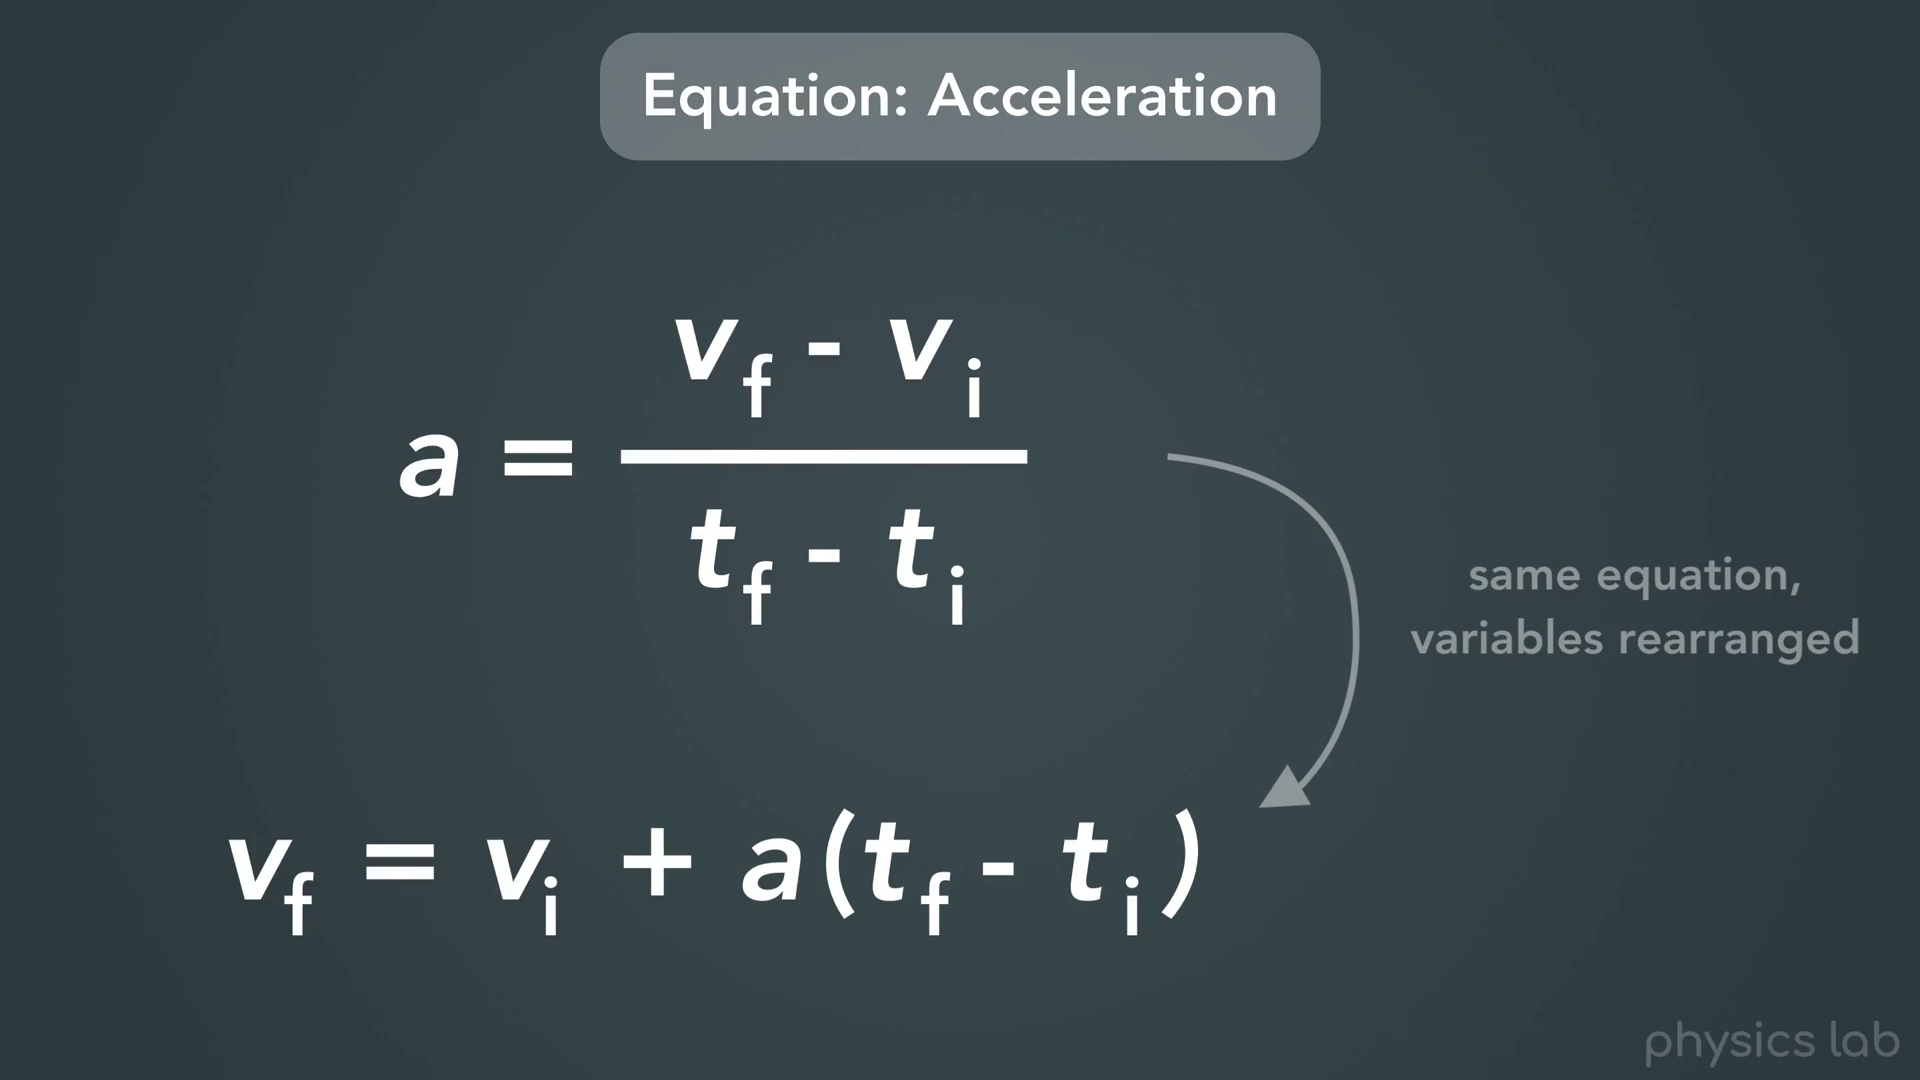 Equation: Acceleration
a = (v_f - v_i) / (t_f - t_i)
same equation,
variables rearranged
v_f = v_i + a(t_f - t_i)
physics lab